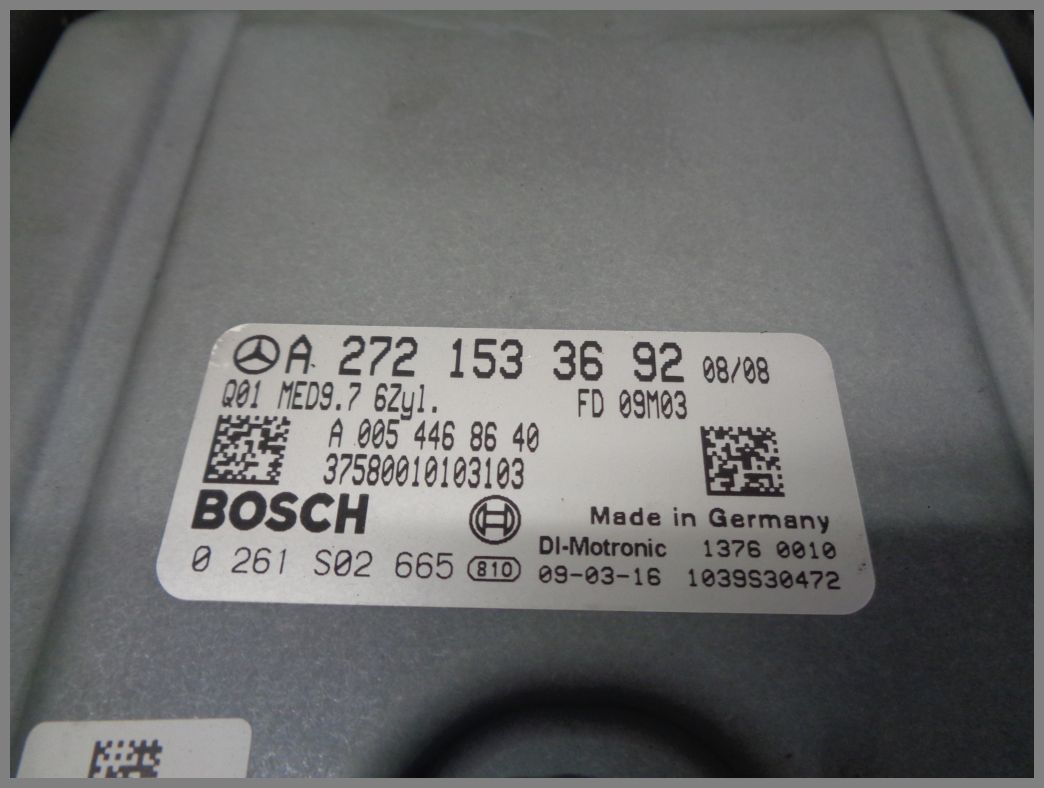 A 272 153 36 92 08/08
Q01 MED9.7 6Zyl. FD 09M03
A 005 446 86 40
37580010103103
BOSCH Made in Germany
DI-Motronic 1376 0010
0 261 S02 665 810 09-03-16 1039S30472